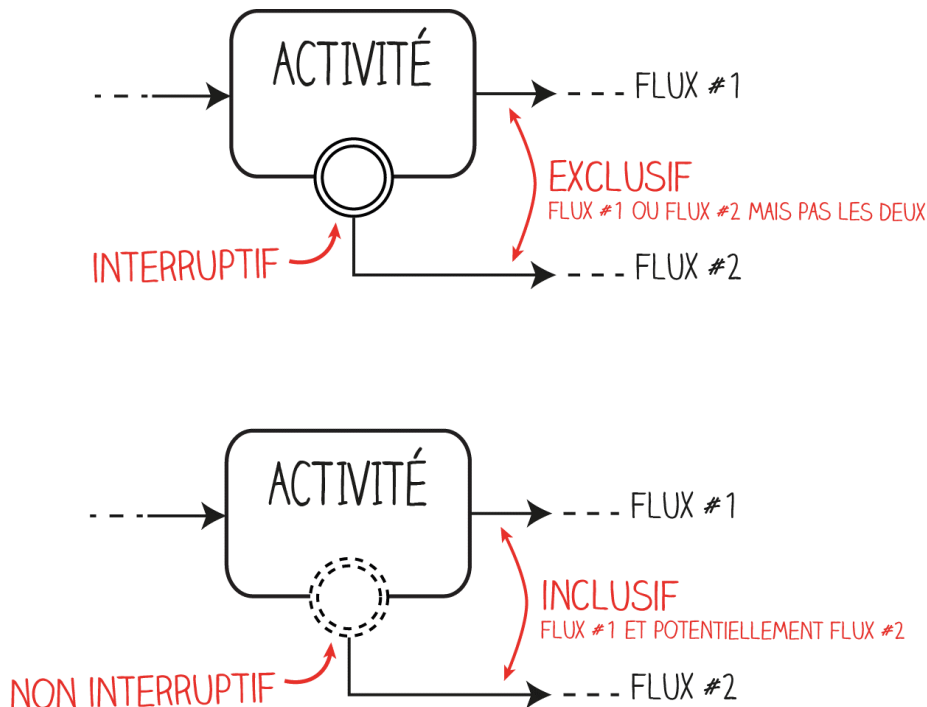 ACTIVITÉ
FLUX #1
EXCLUSIF
FLUX #1 OU FLUX #2 MAIS PAS LES DEUX
INTERRUPTIF
FLUX #2
ACTIVITÉ
FLUX #1
INCLUSIF
FLUX #1 ET POTENTIELLEMENT FLUX #2
NON INTERRUPTIF
FLUX #2